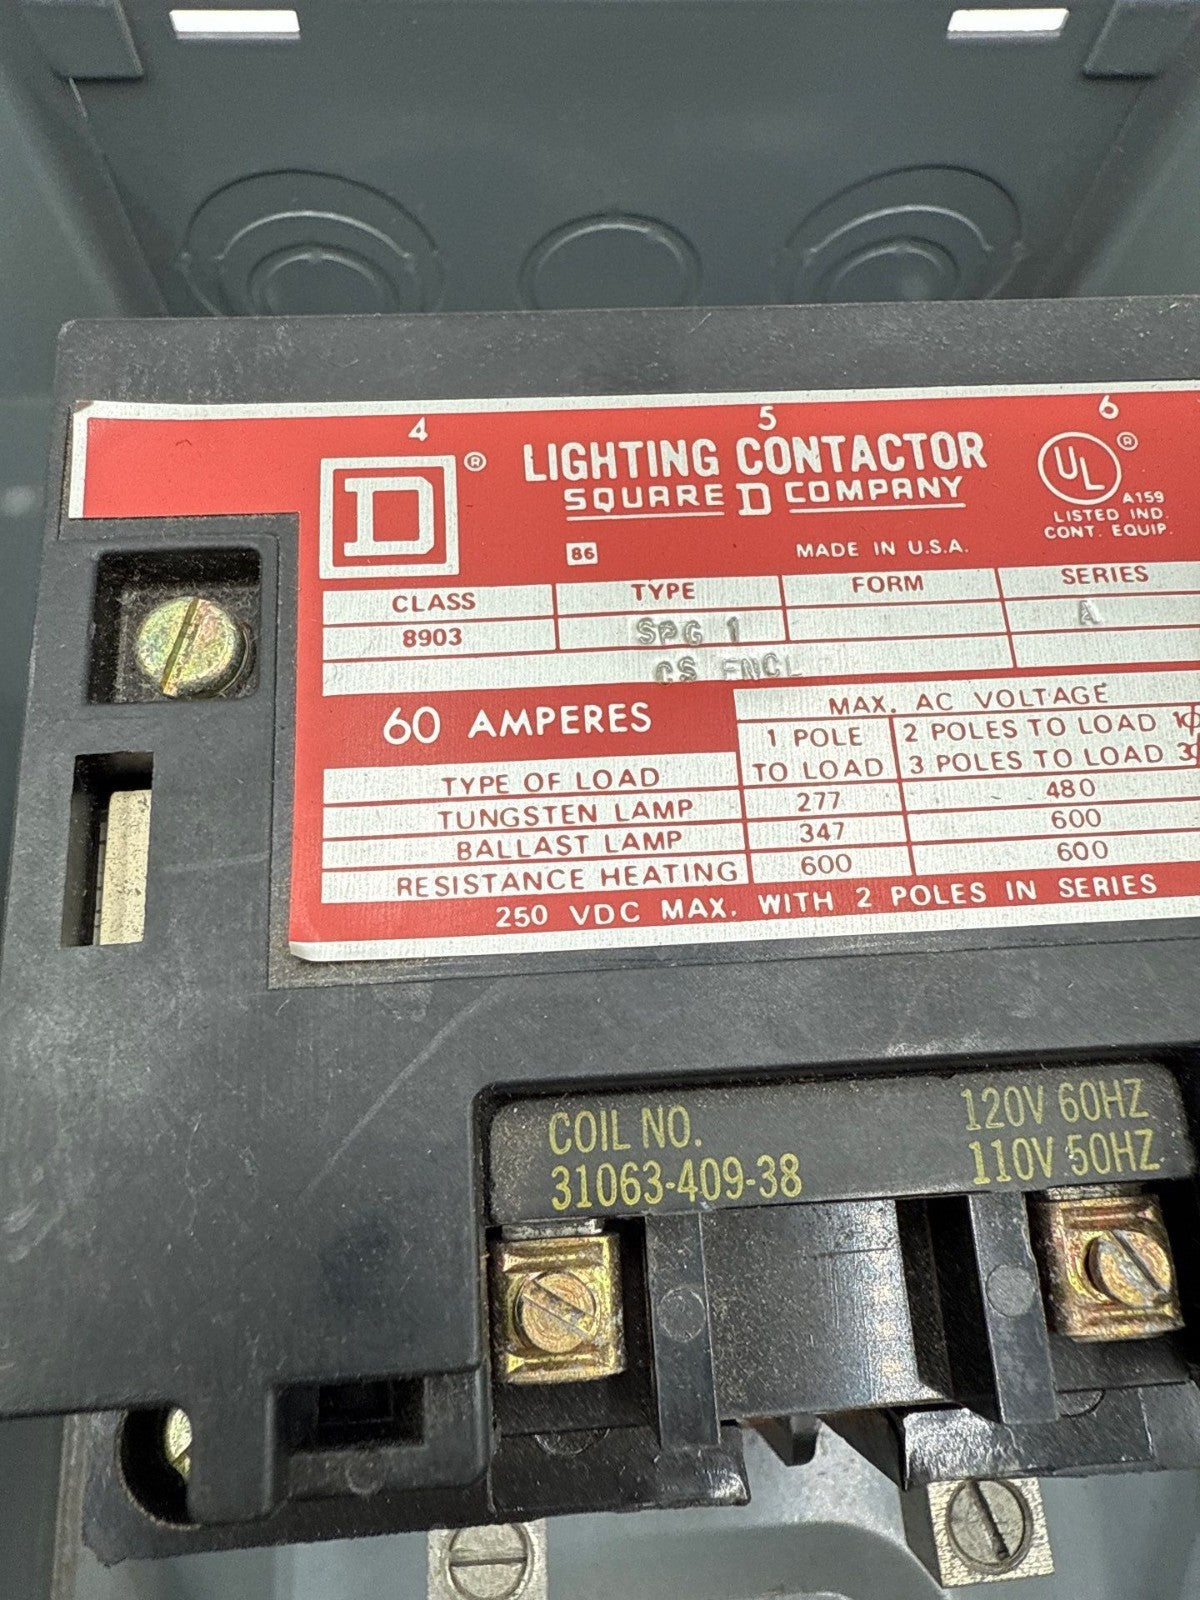 4 5 6
D ® LIGHTING CONTACTOR UL ®
SQUARE D COMPANY
A159
LISTED IND.
CONT. EQUIP.
86 MADE IN U.S.A.
CLASS TYPE FORM SERIES
8903 SPG 1 A
CS ENCL
60 AMPERES
MAX. AC VOLTAGE
1 POLE
TO LOAD
2 POLES TO LOAD 1ϕ
3 POLES TO LOAD 3ϕ
TYPE OF LOAD
TUNGSTEN LAMP 277 480
BALLAST LAMP 347 600
RESISTANCE HEATING 600 600
250 VDC MAX. WITH 2 POLES IN SERIES
COIL NO. 120V 60HZ
31063-409-38 110V 50HZ